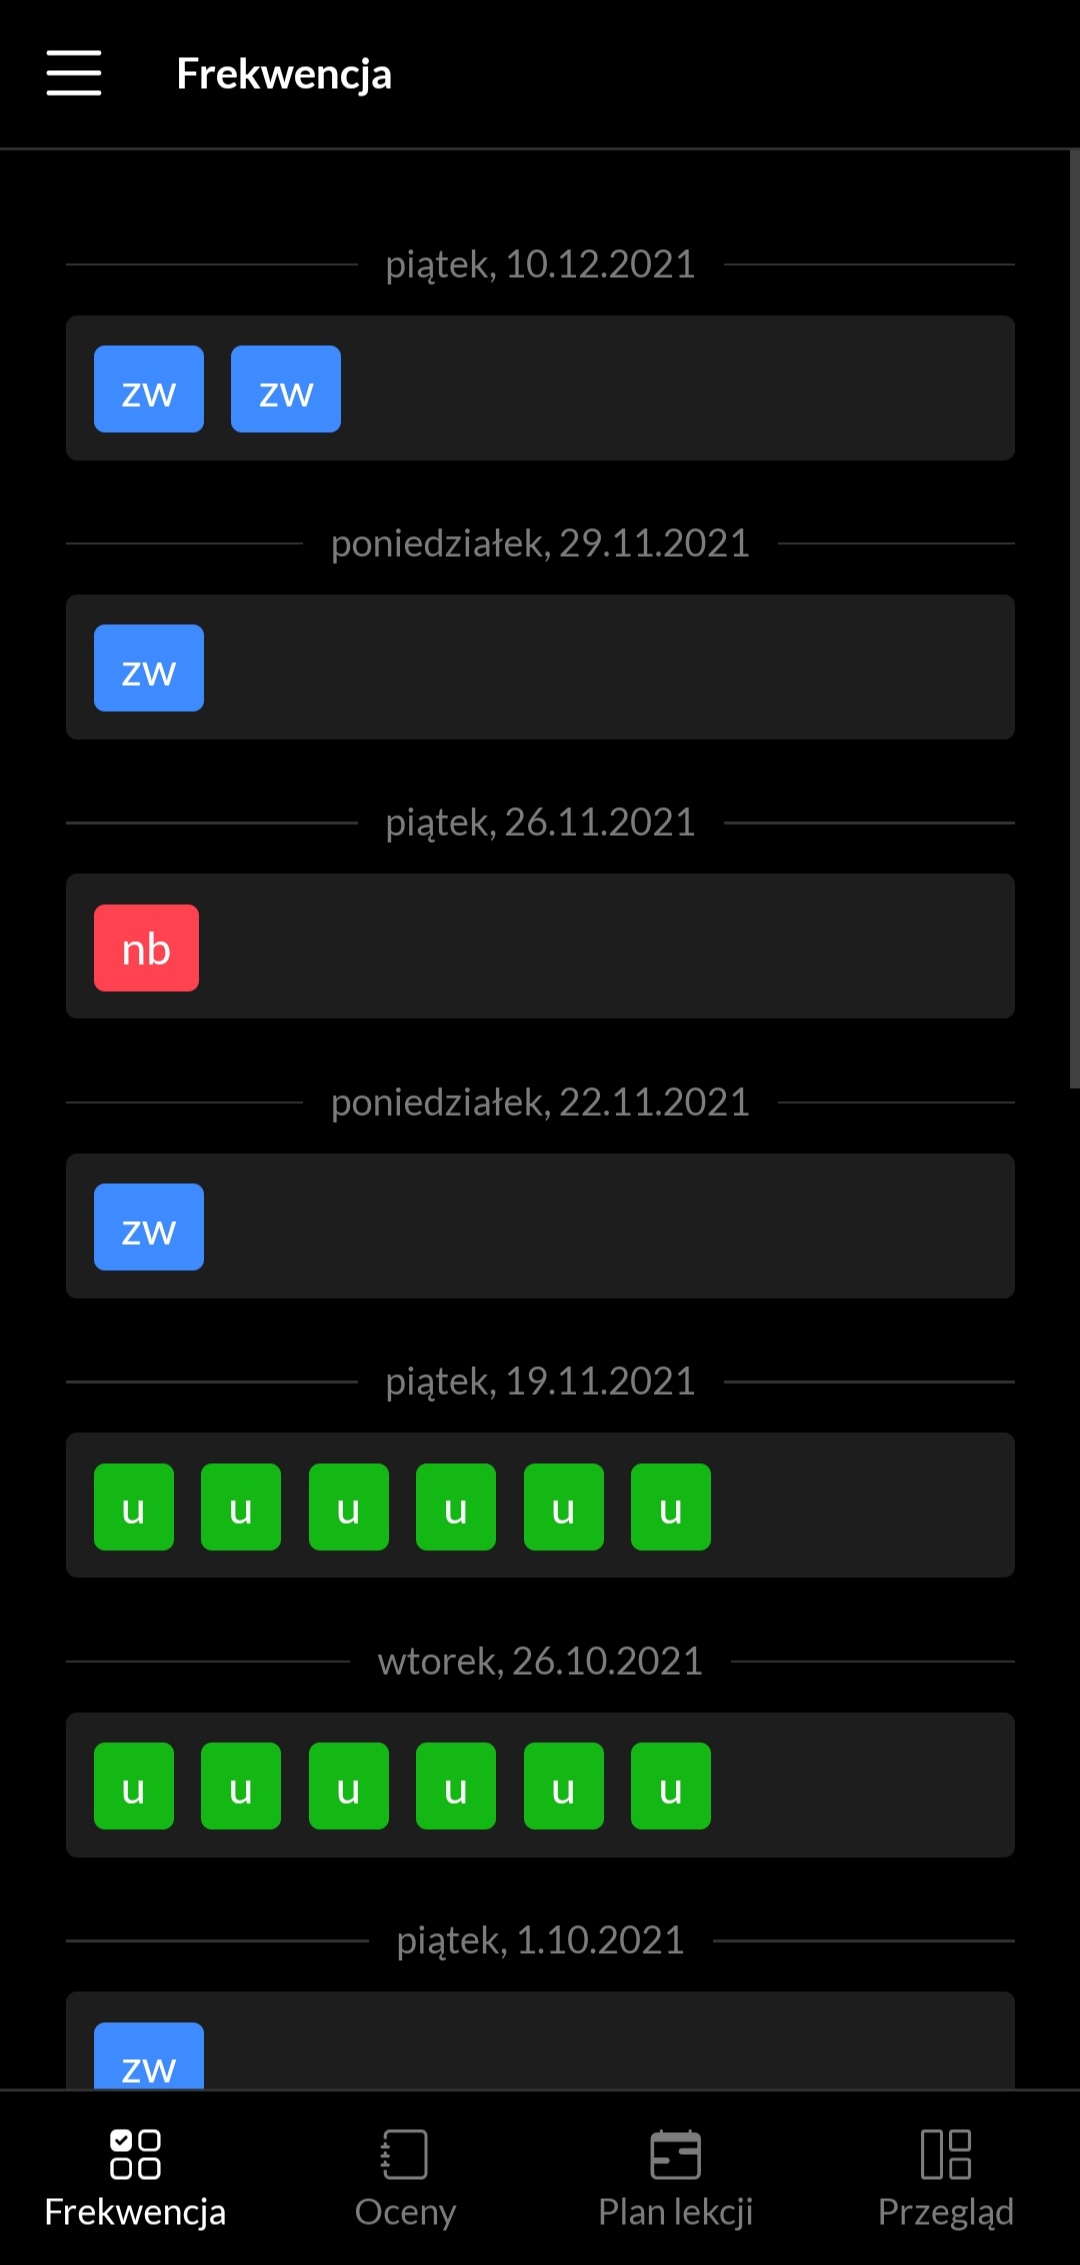 Frekwencja
piątek, 10.12.2021
zw zw
poniedziałek, 29.11.2021
zw
piątek, 26.11.2021
nb
poniedziałek, 22.11.2021
zw
piątek, 19.11.2021
u u u u u u
wtorek, 26.10.2021
u u u u u u
piątek, 1.10.2021
zw
Frekwencja Oceny Plan lekcji Przegląd